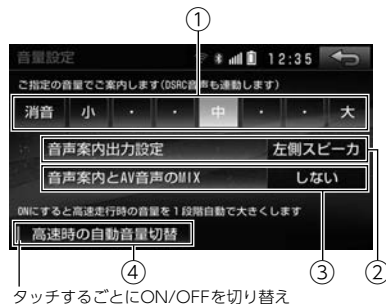 ①
音量設定 12:35
ご指定の音量でご案内します(DSRC音声も連動します)
消音 小 ・ ・ 中 ・ ・ 大
音声案内出力設定 左側スピーカ
音声案内とAV音声のMIX しない
ONにすると高速走行時の音量を1段階自動で大きくします
高速時の自動音量切替
④ ③ ②
タッチするごとにON/OFFを切り替え